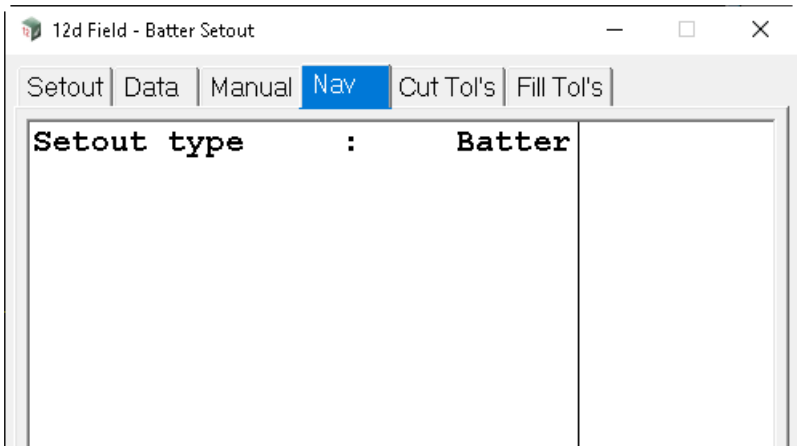 12d Field - Batter Setout
Setout Data Manual Nav Cut Tol's Fill Tol's
Setout type : Batter